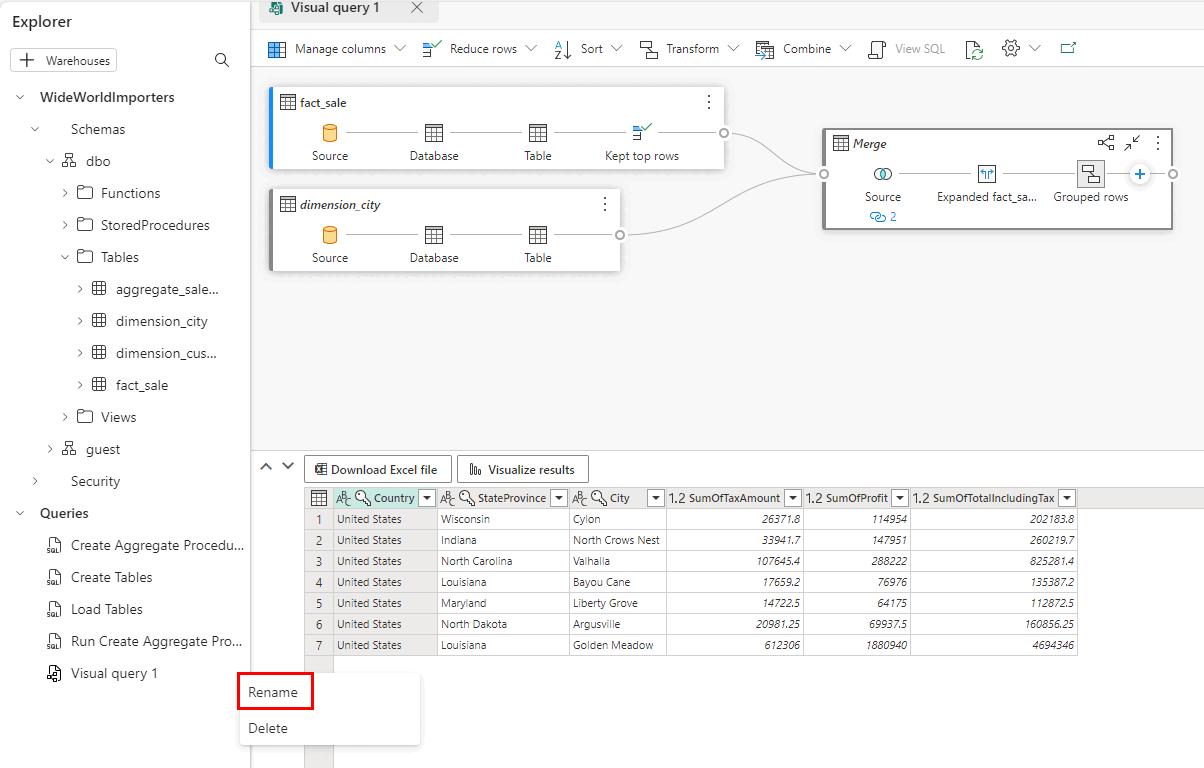 Explorer
Warehouses
WideWorldImporters
Schemas
dbo
Functions
StoredProcedures
Tables
aggregate_sale...
dimension_city
dimension_cus...
fact_sale
Views
guest
Security
Queries
Create Aggregate Procedu...
Create Tables
Load Tables
Run Create Aggregate Pro...
Visual query 1
Rename
Delete
Visual query 1
Manage columns Reduce rows Sort Transform Combine View SQL
fact_sale
Source Database Table Kept top rows
dimension_city
Source Database Table
Merge
Source Expanded fact_sa... Grouped rows
2
Download Excel file Visualize results
Country StateProvince City 1.2 SumOfTaxAmount 1.2 SumOfProfit 1.2 SumOfTotalIncludingTax
1 United States Wisconsin Cylon 26371.8 114954 202183.8
2 United States Indiana North Crows Nest 33941.7 147951 260219.7
3 United States North Carolina Valhalla 107645.4 288222 825281.4
4 United States Louisiana Bayou Cane 17659.2 76976 135387.2
5 United States Maryland Liberty Grove 14722.5 64175 112872.5
6 United States North Dakota Argusville 20981.25 69937.5 160856.25
7 United States Louisiana Golden Meadow 612306 1880940 4694346